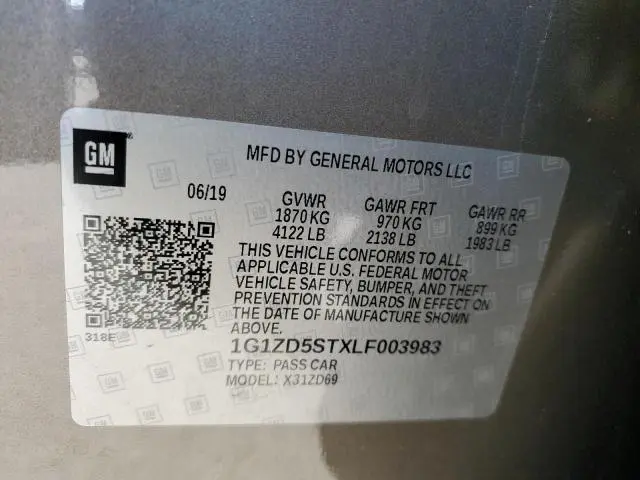 GM
MFD BY GENERAL MOTORS LLC
06/19
GVWR GAWR FRT GAWR RR
1870 KG 970 KG 899 KG
4122 LB 2138 LB 1983 LB
THIS VEHICLE CONFORMS TO ALL
APPLICABLE U.S. FEDERAL MOTOR
VEHICLE SAFETY, BUMPER, AND THEFT
PREVENTION STANDARDS IN EFFECT ON
THE DATE OF MANUFACTURE SHOWN
ABOVE.
318E
1G1ZD5STXLF003983
TYPE: PASS CAR
MODEL: X31ZD69